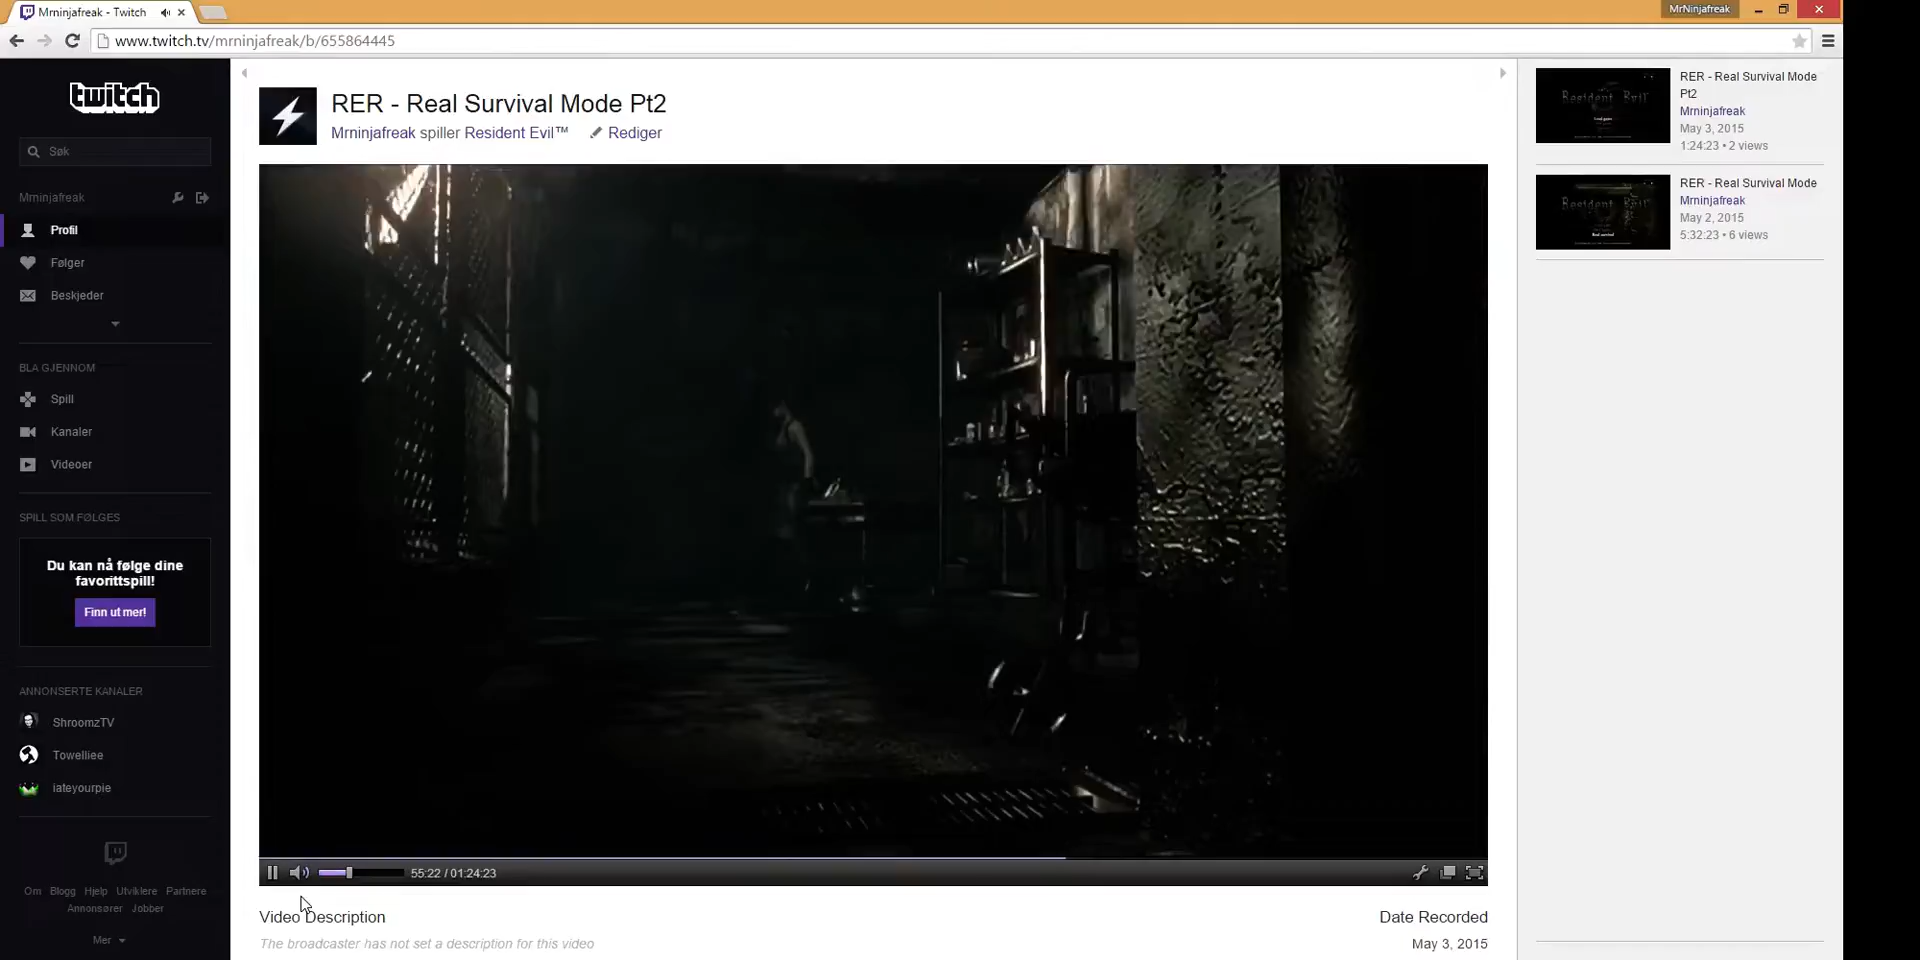 Mrninjafreak - Twitch
MrNinjafreak
www.twitch.tv/mrninjafreak/b/655864445
twitch
Søk
Mrninjafreak
Profil
Følger
Beskjeder
BLA GJENNOM
Spill
Kanaler
Videoer
SPILL SOM FØLGES
Du kan nå følge dine
favorittspill!
Finn ut mer!
ANNONSERTE KANALER
ShroomzTV
Towelliee
iateyourpie
Om Blogg Hjelp Utviklere Partnere
Annonsører Jobber
Mer
RER - Real Survival Mode Pt2
Mrninjafreak spiller Resident Evil™ Rediger
55:22 / 01:24:23
Video Description
The broadcaster has not set a description for this video
Date Recorded
May 3, 2015
Resident Evil
RER - Real Survival Mode
Pt2
Mrninjafreak
May 3, 2015
1:24:23 • 2 views
Resident Evil
RER - Real Survival Mode
Mrninjafreak
May 2, 2015
5:32:23 • 6 views